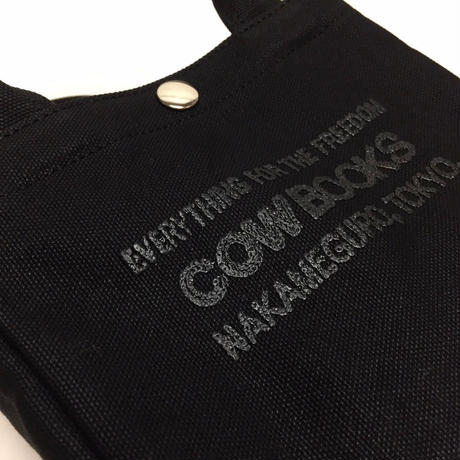 EVERYTHING FOR THE FREEDOM
COW BOOKS
NAKAMEGURO, TOKYO.